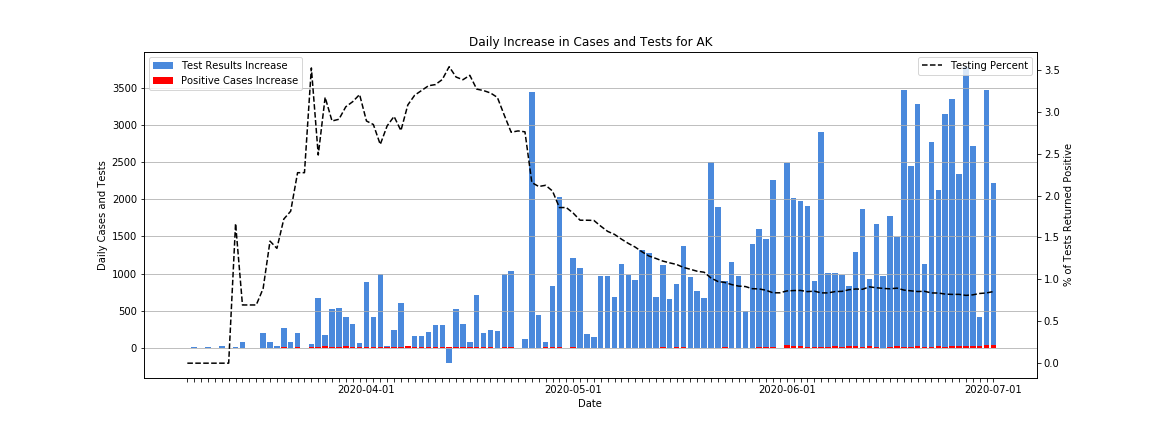 Daily Increase in Cases and Tests for AK
Test Results Increase
Positive Cases Increase
Testing Percent
Daily Cases and Tests
3500
3000
2500
2000
1500
1000
500
0
3.5
3.0
2.5
2.0
1.5
1.0
0.5
0.0
% of Tests Returned Positive
2020-04-01
2020-05-01
2020-06-01
2020-07-01
Date